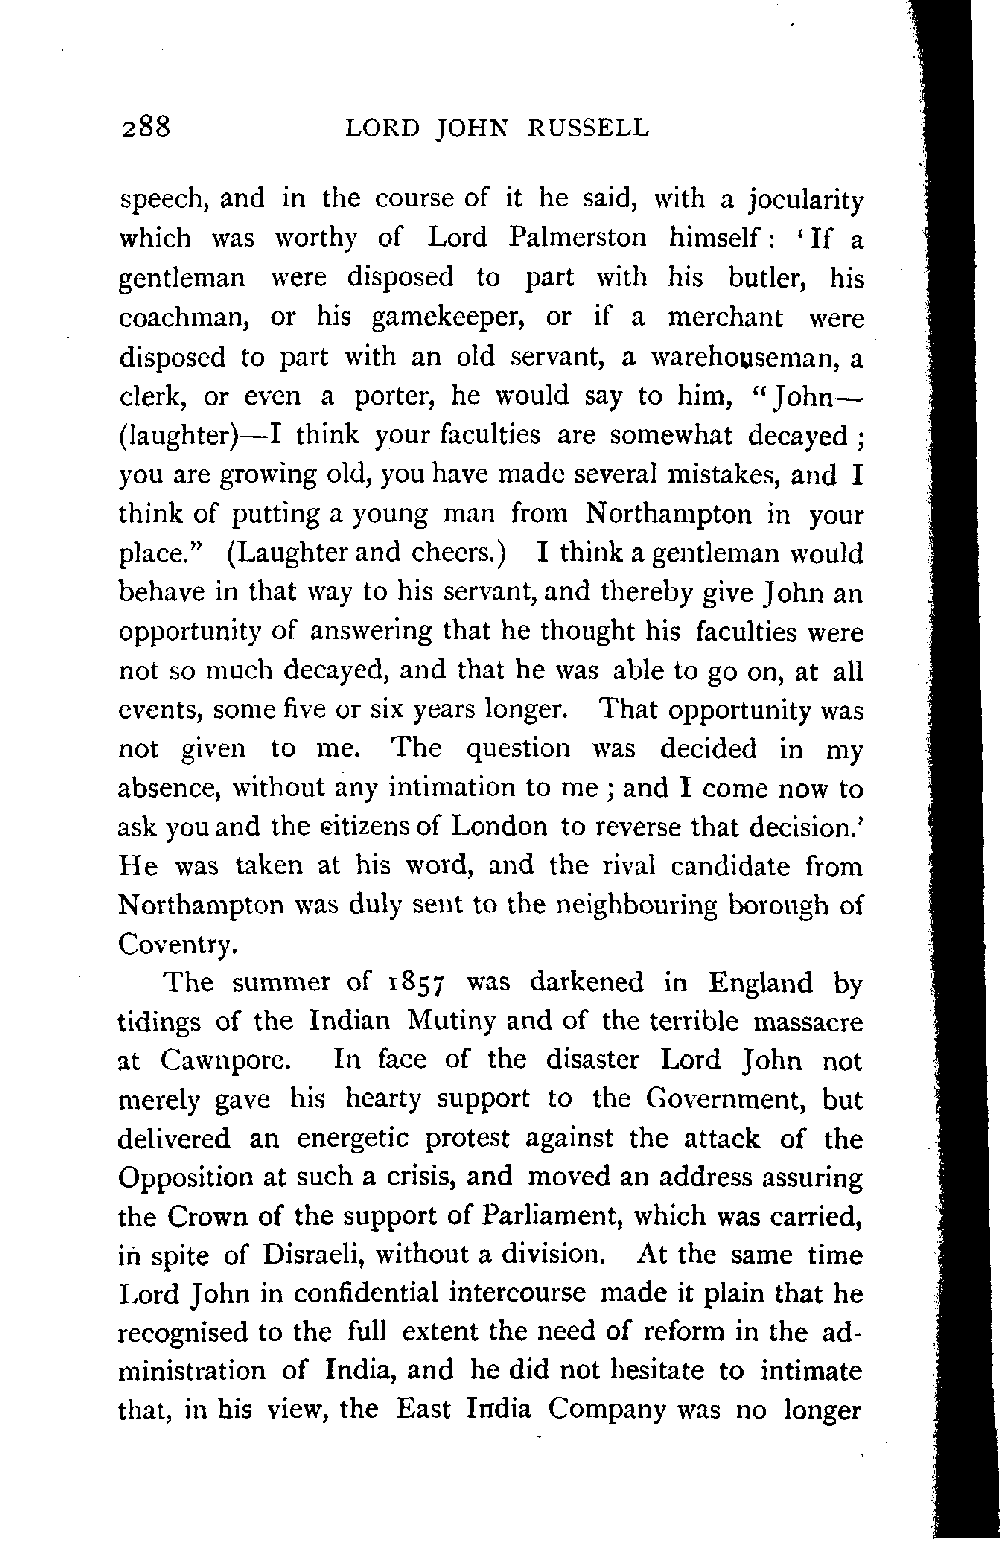 288 LORD JOHN RUSSELL
speech, and in the course of it he said, with a jocularity
which was worthy of Lord Palmerston himself: ‘If a
gentleman were disposed to part with his butler, his
coachman, or his gamekeeper, or if a merchant were
disposed to part with an old servant, a warehouseman, a
clerk, or even a porter, he would say to him, “John—
(laughter)—I think your faculties are somewhat decayed;
you are growing old, you have made several mistakes, and I
think of putting a young man from Northampton in your
place.” (Laughter and cheers.) I think a gentleman would
behave in that way to his servant, and thereby give John an
opportunity of answering that he thought his faculties were
not so much decayed, and that he was able to go on, at all
events, some five or six years longer. That opportunity was
not given to me. The question was decided in my
absence, without any intimation to me; and I come now to
ask you and the citizens of London to reverse that decision.’
He was taken at his word, and the rival candidate from
Northampton was duly sent to the neighbouring borough of
Coventry.
The summer of 1857 was darkened in England by
tidings of the Indian Mutiny and of the terrible massacre
at Cawnpore. In face of the disaster Lord John not
merely gave his hearty support to the Government, but
delivered an energetic protest against the attack of the
Opposition at such a crisis, and moved an address assuring
the Crown of the support of Parliament, which was carried,
in spite of Disraeli, without a division. At the same time
Lord John in confidential intercourse made it plain that he
recognised to the full extent the need of reform in the ad-
ministration of India, and he did not hesitate to intimate
that, in his view, the East India Company was no longer